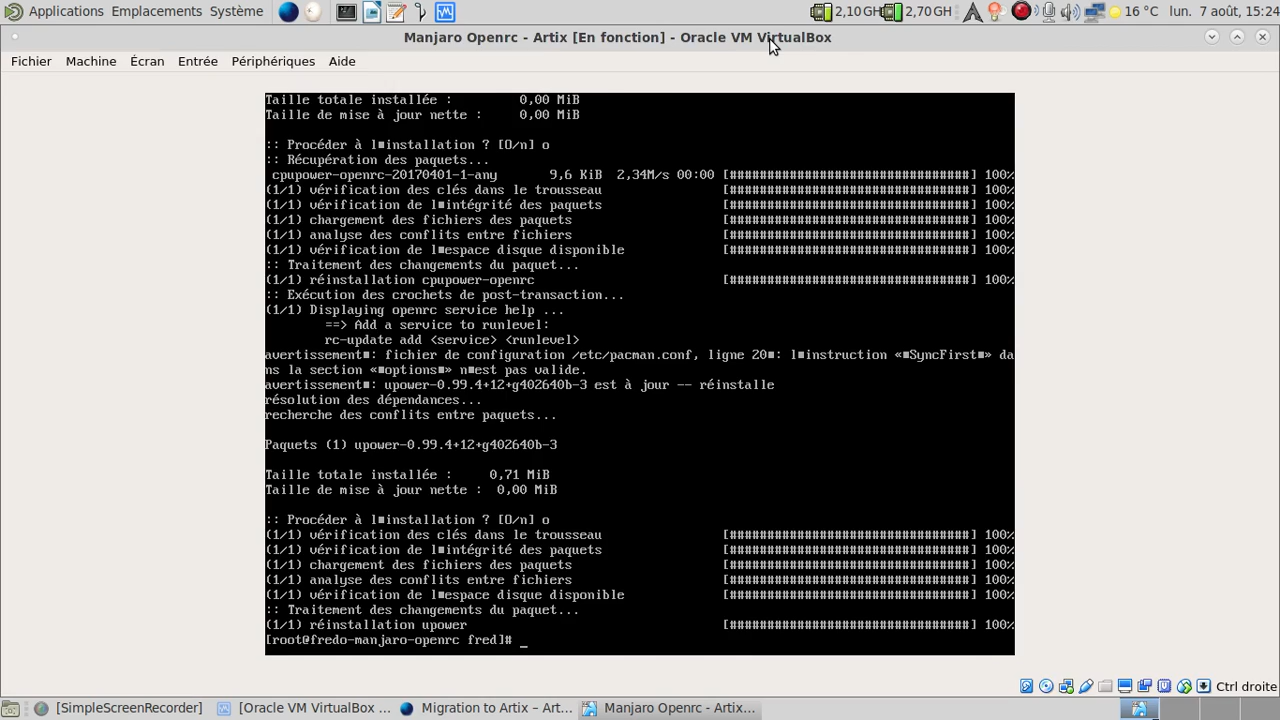 Applications Emplacements Système 2,10GH 2,70 GH 16 °C lun. 7 août, 15:24
Manjaro Openrc - Artix [En fonction] - Oracle VM VirtualBox
Fichier Machine Écran Entrée Périphériques Aide
Taille totale installée : 0,00 MiB
Taille de mise à jour nette : 0,00 MiB
:: Procéder à l■installation ? [O/n] o
:: Récupération des paquets...
cpupower-openrc-20170401-1-any 9,6 KiB 2,34M/s 00:00 [################################] 100%
(1/1) vérification des clés dans le trousseau [################################] 100%
(1/1) vérification de l■intégrité des paquets [################################] 100%
(1/1) chargement des fichiers des paquets [################################] 100%
(1/1) analyse des conflits entre fichiers [################################] 100%
(1/1) vérification de l■espace disque disponible [################################] 100%
:: Traitement des changements du paquet...
(1/1) réinstallation cpupower-openrc [################################] 100%
:: Exécution des crochets de post-transaction...
(1/1) Displaying openrc service help ...
==> Add a service to runlevel:
rc-update add <service> <runlevel>
avertissement■: fichier de configuration /etc/pacman.conf, ligne 20■: l■instruction «■SyncFirst■» da
ns la section «■options■» n■est pas valide.
avertissement■: upower-0.99.4+12+g402640b-3 est à jour -- réinstalle
résolution des dépendances...
recherche des conflits entre paquets...
Paquets (1) upower-0.99.4+12+g402640b-3
Taille totale installée : 0,71 MiB
Taille de mise à jour nette : 0,00 MiB
:: Procéder à l■installation ? [O/n] o
(1/1) vérification des clés dans le trousseau [################################] 100%
(1/1) vérification de l■intégrité des paquets [################################] 100%
(1/1) chargement des fichiers des paquets [################################] 100%
(1/1) analyse des conflits entre fichiers [################################] 100%
(1/1) vérification de l■espace disque disponible [################################] 100%
:: Traitement des changements du paquet...
(1/1) réinstallation upower [################################] 100%
[root@fredo-manjaro-openrc fred]# _
Ctrl droite
[SimpleScreenRecorder] [Oracle VM VirtualBox ... Migration to Artix – Art... Manjaro Openrc - Artix...